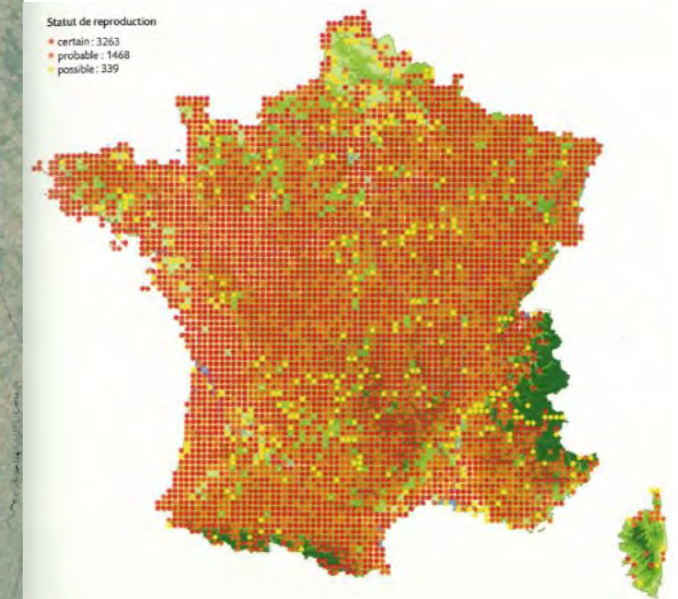 Statut de reproduction
certain : 3263
probable : 1468
possible : 339